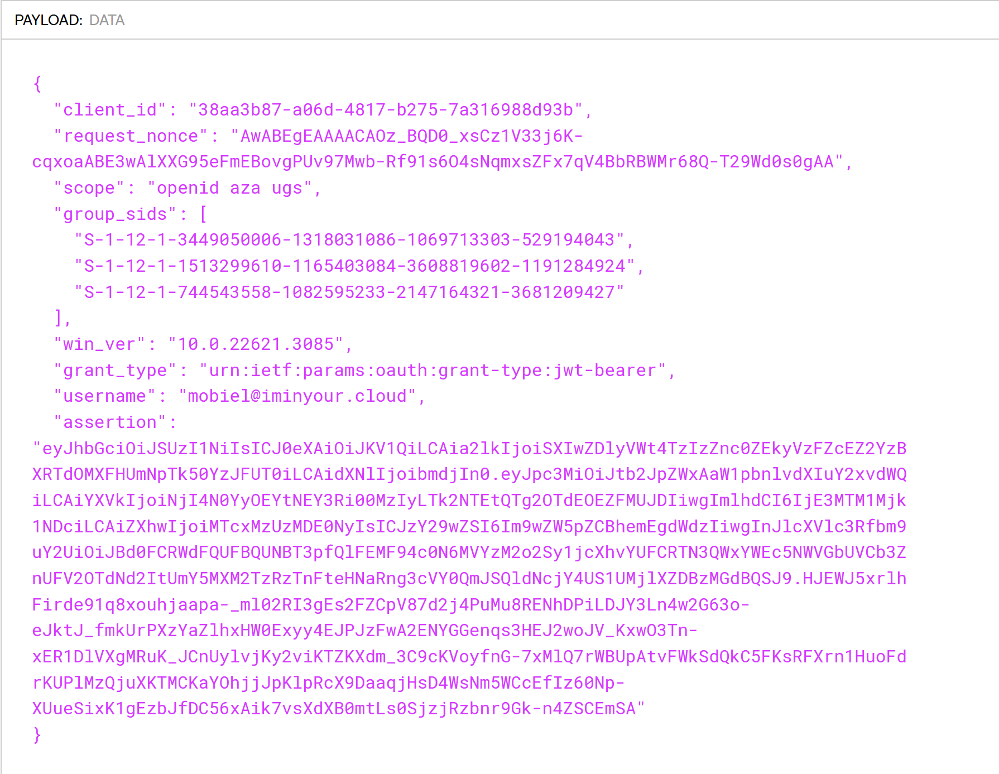 PAYLOAD: DATA
{
"client_id": "38aa3b87-a06d-4817-b275-7a316988d93b",
"request_nonce": "AwABEgEAAAACAOz_BQD0_xsCz1V33j6K-
cqxoaABE3wAlXXG95eFmEBovgPUv97Mwb-Rf91s6O4sNqmxsZFx7qV4BbRBWMr68Q-T29Wd0s0gAA",
"scope": "openid aza ugs",
"group_sids": [
"S-1-12-1-3449050006-1318031086-1069713303-529194043",
"S-1-12-1-1513299610-1165403084-3608819602-1191284924",
"S-1-12-1-744543558-1082595233-2147164321-3681209427"
],
"win_ver": "10.0.22621.3085",
"grant_type": "urn:ietf:params:oauth:grant-type:jwt-bearer",
"username": "mobiel@iminyour.cloud",
"assertion":
"eyJhbGciOiJSUzI1NiIsICJ0eXAiOiJKV1QiLCAia2lkIjoiSXIwZDlyVWt4TzIzZnc0ZEkyVzFZcEZ2YzB
XRTdOMXFHUmNpTk50YzJFUT0iLCAidXNlIjoibmdjIn0.eyJpc3MiOiJtb2JpZWxAaW1pbnlvdXIuY2xvdWQ
iLCAiYXVkIjoiNjI4N0YyOEYtNEY3Ri00MzIyLTk2NTEtQTg2OTdEOEZFMUJDIiwgImlhdCI6IjE3MTM1Mjk
1NDciLCAiZXhwIjoiMTcxMzUzMDE0NyIsICJzY29wZSI6Im9wZW5pZCBhemEgdWdzIiwgInJlcXVlc3Rfbm9
uY2UiOiJBd0FCRWdFQUFBQUNBT3pfQlFEMF94c0N6MVYzM2o2Sy1jcXhvYUFCRTN3QWxYWEc5NWVGbUVCb3Z
nUFV2OTdNd2ItUmY5MXM2TzRzTnFteHNaRng3cVY0QmJSQldNcjY4US1UMjlXZDBzMGdBQSJ9.HJEWJ5xrlh
Firde91q8xouhjaapa-_ml02RI3gEs2FZCpV87d2j4PuMu8RENhDPiLDJY3Ln4w2G63o-
eJktJ_fmkUrPXzYaZlhxHW0Exyy4EJPJzFwA2ENYGGenqs3HEJ2woJV_KxwO3Tn-
xER1DlVXgMRuK_JCnUylvjKy2viKTZKXdm_3C9cKVoyfnG-7xMlQ7rWBUpAtvFWkSdQkC5FKsRFXrn1HuoFd
rKUPlMzQjuXKTMCKaYOhjjJpKlpRcX9DaaqjHsD4WsNm5WCcEfIz60Np-
XUueSixK1gEzbJfDC56xAik7vsXdXB0mtLs0SjzjRzbnr9Gk-n4ZSCEmSA"
}